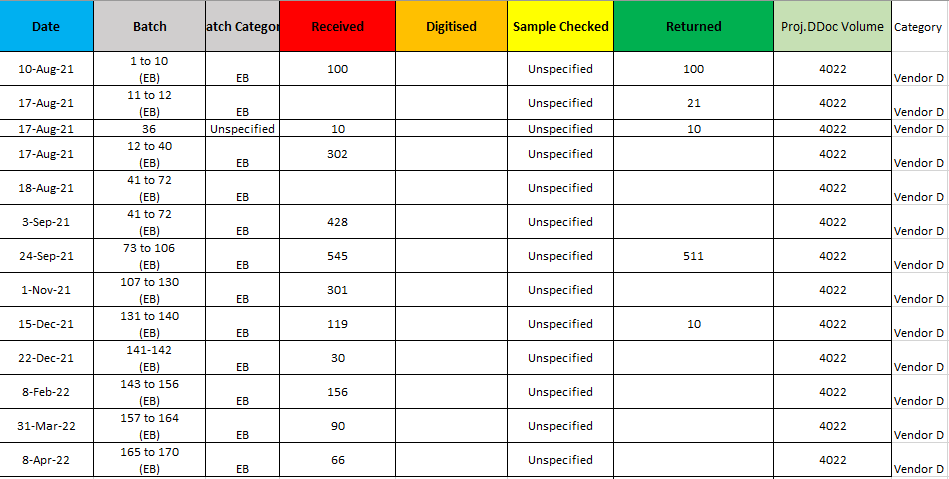 Date Batch atch Categor Received Digitised Sample Checked Returned Proj.DDoc Volume Category
10-Aug-21 1 to 10 (EB) EB 100 Unspecified 100 4022 Vendor D
17-Aug-21 11 to 12 (EB) EB Unspecified 21 4022 Vendor D
17-Aug-21 36 Unspecified 10 Unspecified 10 4022 Vendor D
17-Aug-21 12 to 40 (EB) EB 302 Unspecified 4022 Vendor D
18-Aug-21 41 to 72 (EB) EB Unspecified 4022 Vendor D
3-Sep-21 41 to 72 (EB) EB 428 Unspecified 4022 Vendor D
24-Sep-21 73 to 106 (EB) EB 545 Unspecified 511 4022 Vendor D
1-Nov-21 107 to 130 (EB) EB 301 Unspecified 4022 Vendor D
15-Dec-21 131 to 140 (EB) EB 119 Unspecified 10 4022 Vendor D
22-Dec-21 141-142 (EB) EB 30 Unspecified 4022 Vendor D
8-Feb-22 143 to 156 (EB) EB 156 Unspecified 4022 Vendor D
31-Mar-22 157 to 164 (EB) EB 90 Unspecified 4022 Vendor D
8-Apr-22 165 to 170 (EB) EB 66 Unspecified 4022 Vendor D